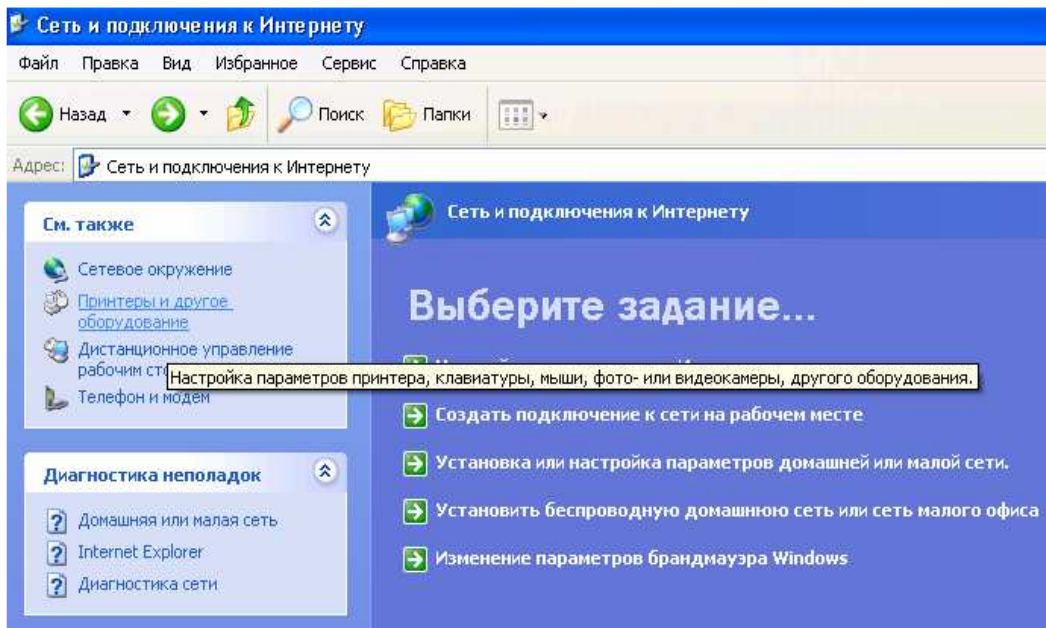 Сеть и подключения к Интернету
Файл Правка Вид Избранное Сервис Справка
Назад Поиск Папки
Адрес: Сеть и подключения к Интернету
См. также
Сетевое окружение
Принтеры и другое
оборудование
Дистанционное управление
рабочим
Телефон и модем
Диагностика неполадок
Домашняя или малая сеть
Internet Explorer
Диагностика сети
Сеть и подключения к Интернету
Выберите задание...
Настройка параметров принтера, клавиатуры, мыши, фото- или видеокамеры, другого оборудования.
Создать подключение к сети на рабочем месте
Установка или настройка параметров домашней или малой сети.
Установить беспроводную домашнюю сеть или сеть малого офиса
Изменение параметров брандмауэра Windows